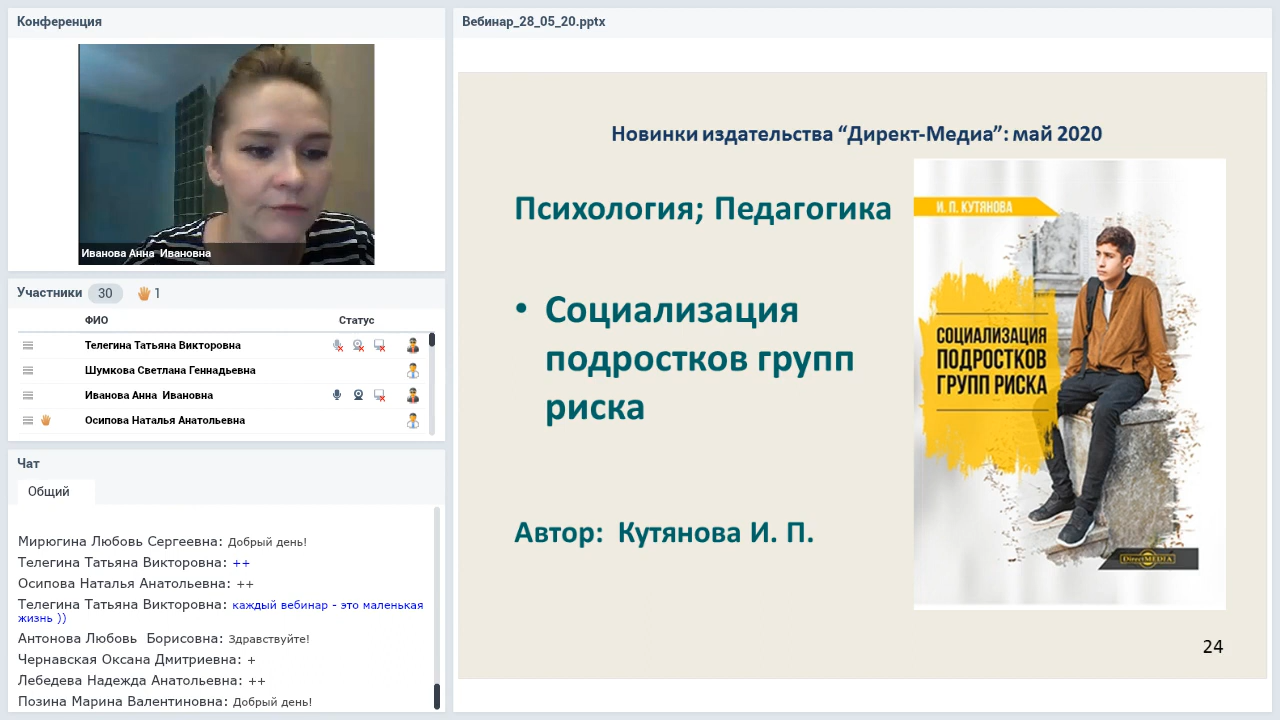 Конференция
Иванова Анна Ивановна
Участники 30 1
ФИО Статус
Телегина Татьяна Викторовна
Шумкова Светлана Геннадьевна
Иванова Анна Ивановна
Осипова Наталья Анатольевна
Чат
Общий
Мирюгина Любовь Сергеевна: Добрый день!
Телегина Татьяна Викторовна: ++
Осипова Наталья Анатольевна: ++
Телегина Татьяна Викторовна: каждый вебинар - это маленькая
жизнь ))
Антонова Любовь Борисовна: Здравствуйте!
Чернавская Оксана Дмитриевна: +
Лебедева Надежда Анатольевна: ++
Позина Марина Валентиновна: Добрый день!
Вебинар_28_05_20.pptx
Новинки издательства “Директ-Медиа”: май 2020
Психология; Педагогика
• Социализация
подростков групп
риска
Автор: Кутянова И. П.
И. П. КУТЯНОВА
СОЦИАЛИЗАЦИЯ
ПОДРОСТКОВ
ГРУПП РИСКА
DirectMEDIA
24